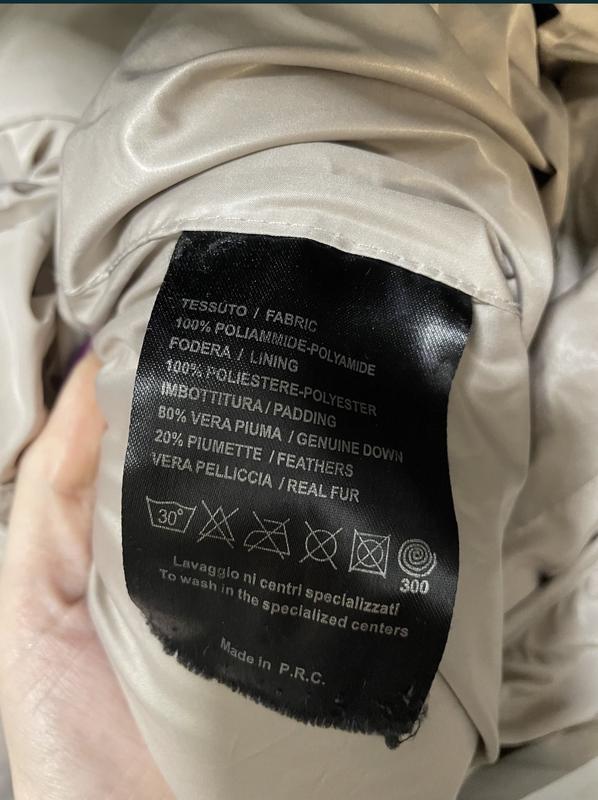 TESSUTO / FABRIC
100% POLIAMMIDE-POLYAMIDE
FODERA / LINING
100% POLIESTERE-POLYESTER
IMBOTTITURA / PADDING
80% VERA PIUMA / GENUINE DOWN
20% PIUMETTE / FEATHERS
VERA PELLICCIA / REAL FUR
30°
300
Lavaggio ni centri specializzati
To wash in the specialized centers
Made in P.R.C.